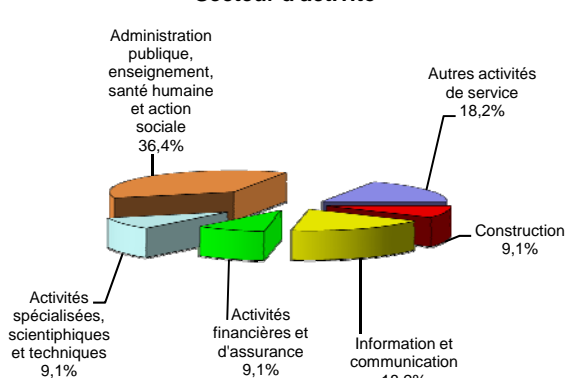 Administration
publique,
enseignement,
santé humaine
et action
sociale
36,4%
Autres activités
de service
18,2%
Construction
9,1%
Information et
communication
Activités
financières et
d'assurance
9,1%
Activités
spécialisées,
scientiphiques
et techniques
9,1%